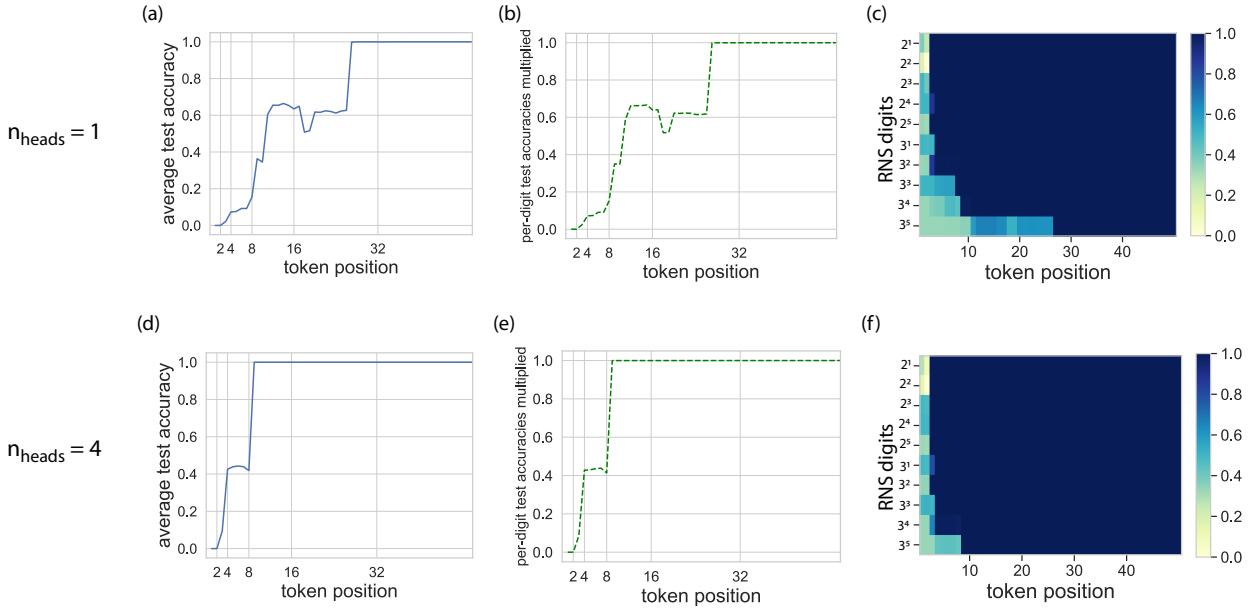 (a)
(b)
(c)
n_heads = 1
average test accuracy
1.0
0.8
0.6
0.4
0.2
0.0
2 4 8 16 32
token position
per-digit test accuracies multiplied
1.0
0.8
0.6
0.4
0.2
0.0
2 4 8 16 32
token position
RNS digits
2¹
2²
2³
2⁴
2⁵
3¹
3²
3³
3⁴
3⁵
10 20 30 40
token position
1.0
0.8
0.6
0.4
0.2
0.0
(d)
(e)
(f)
n_heads = 4
average test accuracy
1.0
0.8
0.6
0.4
0.2
0.0
2 4 8 16 32
token position
per-digit test accuracies multiplied
1.0
0.8
0.6
0.4
0.2
0.0
2 4 8 16 32
token position
RNS digits
2¹
2²
2³
2⁴
2⁵
3¹
3²
3³
3⁴
3⁵
10 20 30 40
token position
1.0
0.8
0.6
0.4
0.2
0.0